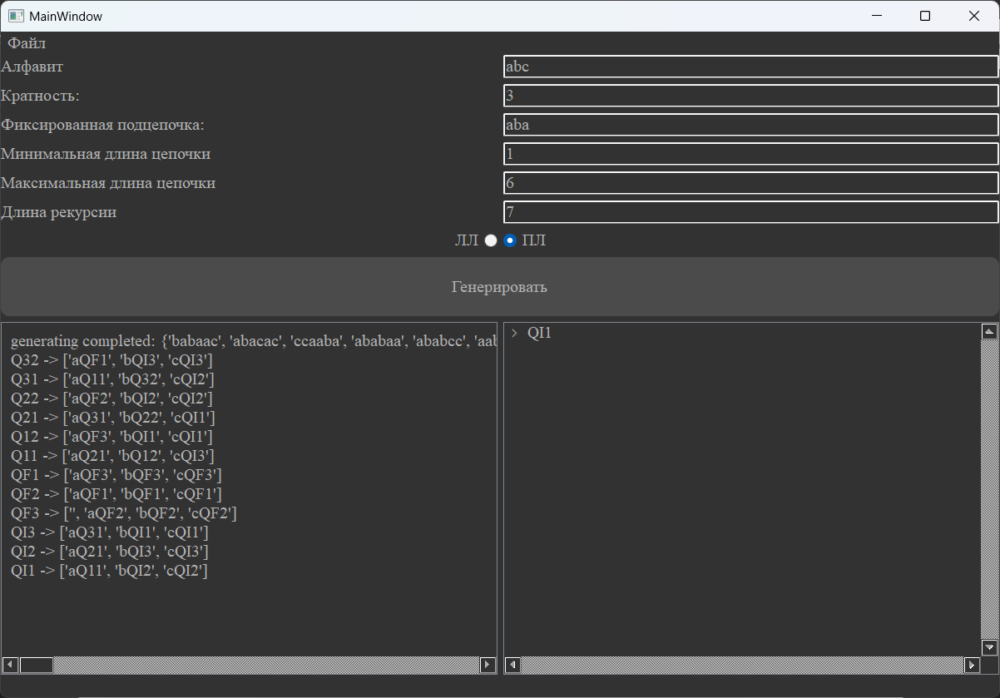 MainWindow
Файл
Алфавит abc
Кратность: 3
Фиксированная подцепочка: aba
Минимальная длина цепочки 1
Максимальная длина цепочки 6
Длина рекурсии 7
ЛЛ ПЛ
Генерировать
generating completed: {'babaac', 'abacac', 'ccaaba', 'ababaa', 'ababcc', 'aab
Q32 -> ['aQF1', 'bQI3', 'cQI3']
Q31 -> ['aQ11', 'bQ32', 'cQI2']
Q22 -> ['aQF2', 'bQI2', 'cQI2']
Q21 -> ['aQ31', 'bQ22', 'cQI1']
Q12 -> ['aQF3', 'bQI1', 'cQI1']
Q11 -> ['aQ21', 'bQ12', 'cQI3']
QF1 -> ['aQF3', 'bQF3', 'cQF3']
QF2 -> ['aQF1', 'bQF1', 'cQF1']
QF3 -> ['', 'aQF2', 'bQF2', 'cQF2']
QI3 -> ['aQ31', 'bQI1', 'cQI1']
QI2 -> ['aQ21', 'bQI3', 'cQI3']
QI1 -> ['aQ11', 'bQI2', 'cQI2']
QI1